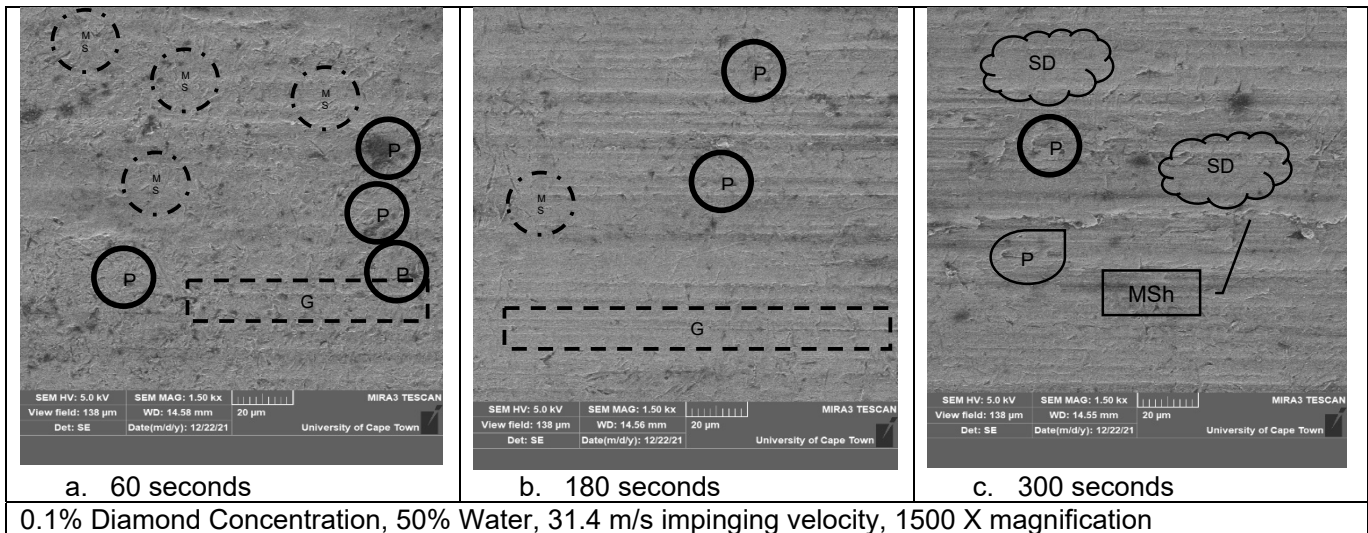 M
S
M
S
M
S
P
M
S
P
P
P
G
SEM HV: 5.0 kV SEM MAG: 1.50 kx MIRA3 TESCAN
View field: 138 µm WD: 14.58 mm 20 µm
Det: SE Date(m/d/y): 12/22/21 University of Cape Town
a. 60 seconds
P
P
M
S
G
SEM HV: 5.0 kV SEM MAG: 1.50 kx MIRA3 TESCAN
View field: 138 µm WD: 14.56 mm 20 µm
Det: SE Date(m/d/y): 12/22/21 University of Cape Town
b. 180 seconds
SD
P
SD
P
MSh
SEM HV: 5.0 kV SEM MAG: 1.50 kx MIRA3 TESCAN
View field: 138 µm WD: 14.55 mm 20 µm
Det: SE Date(m/d/y): 12/22/21 University of Cape Town
c. 300 seconds
0.1% Diamond Concentration, 50% Water, 31.4 m/s impinging velocity, 1500 X magnification